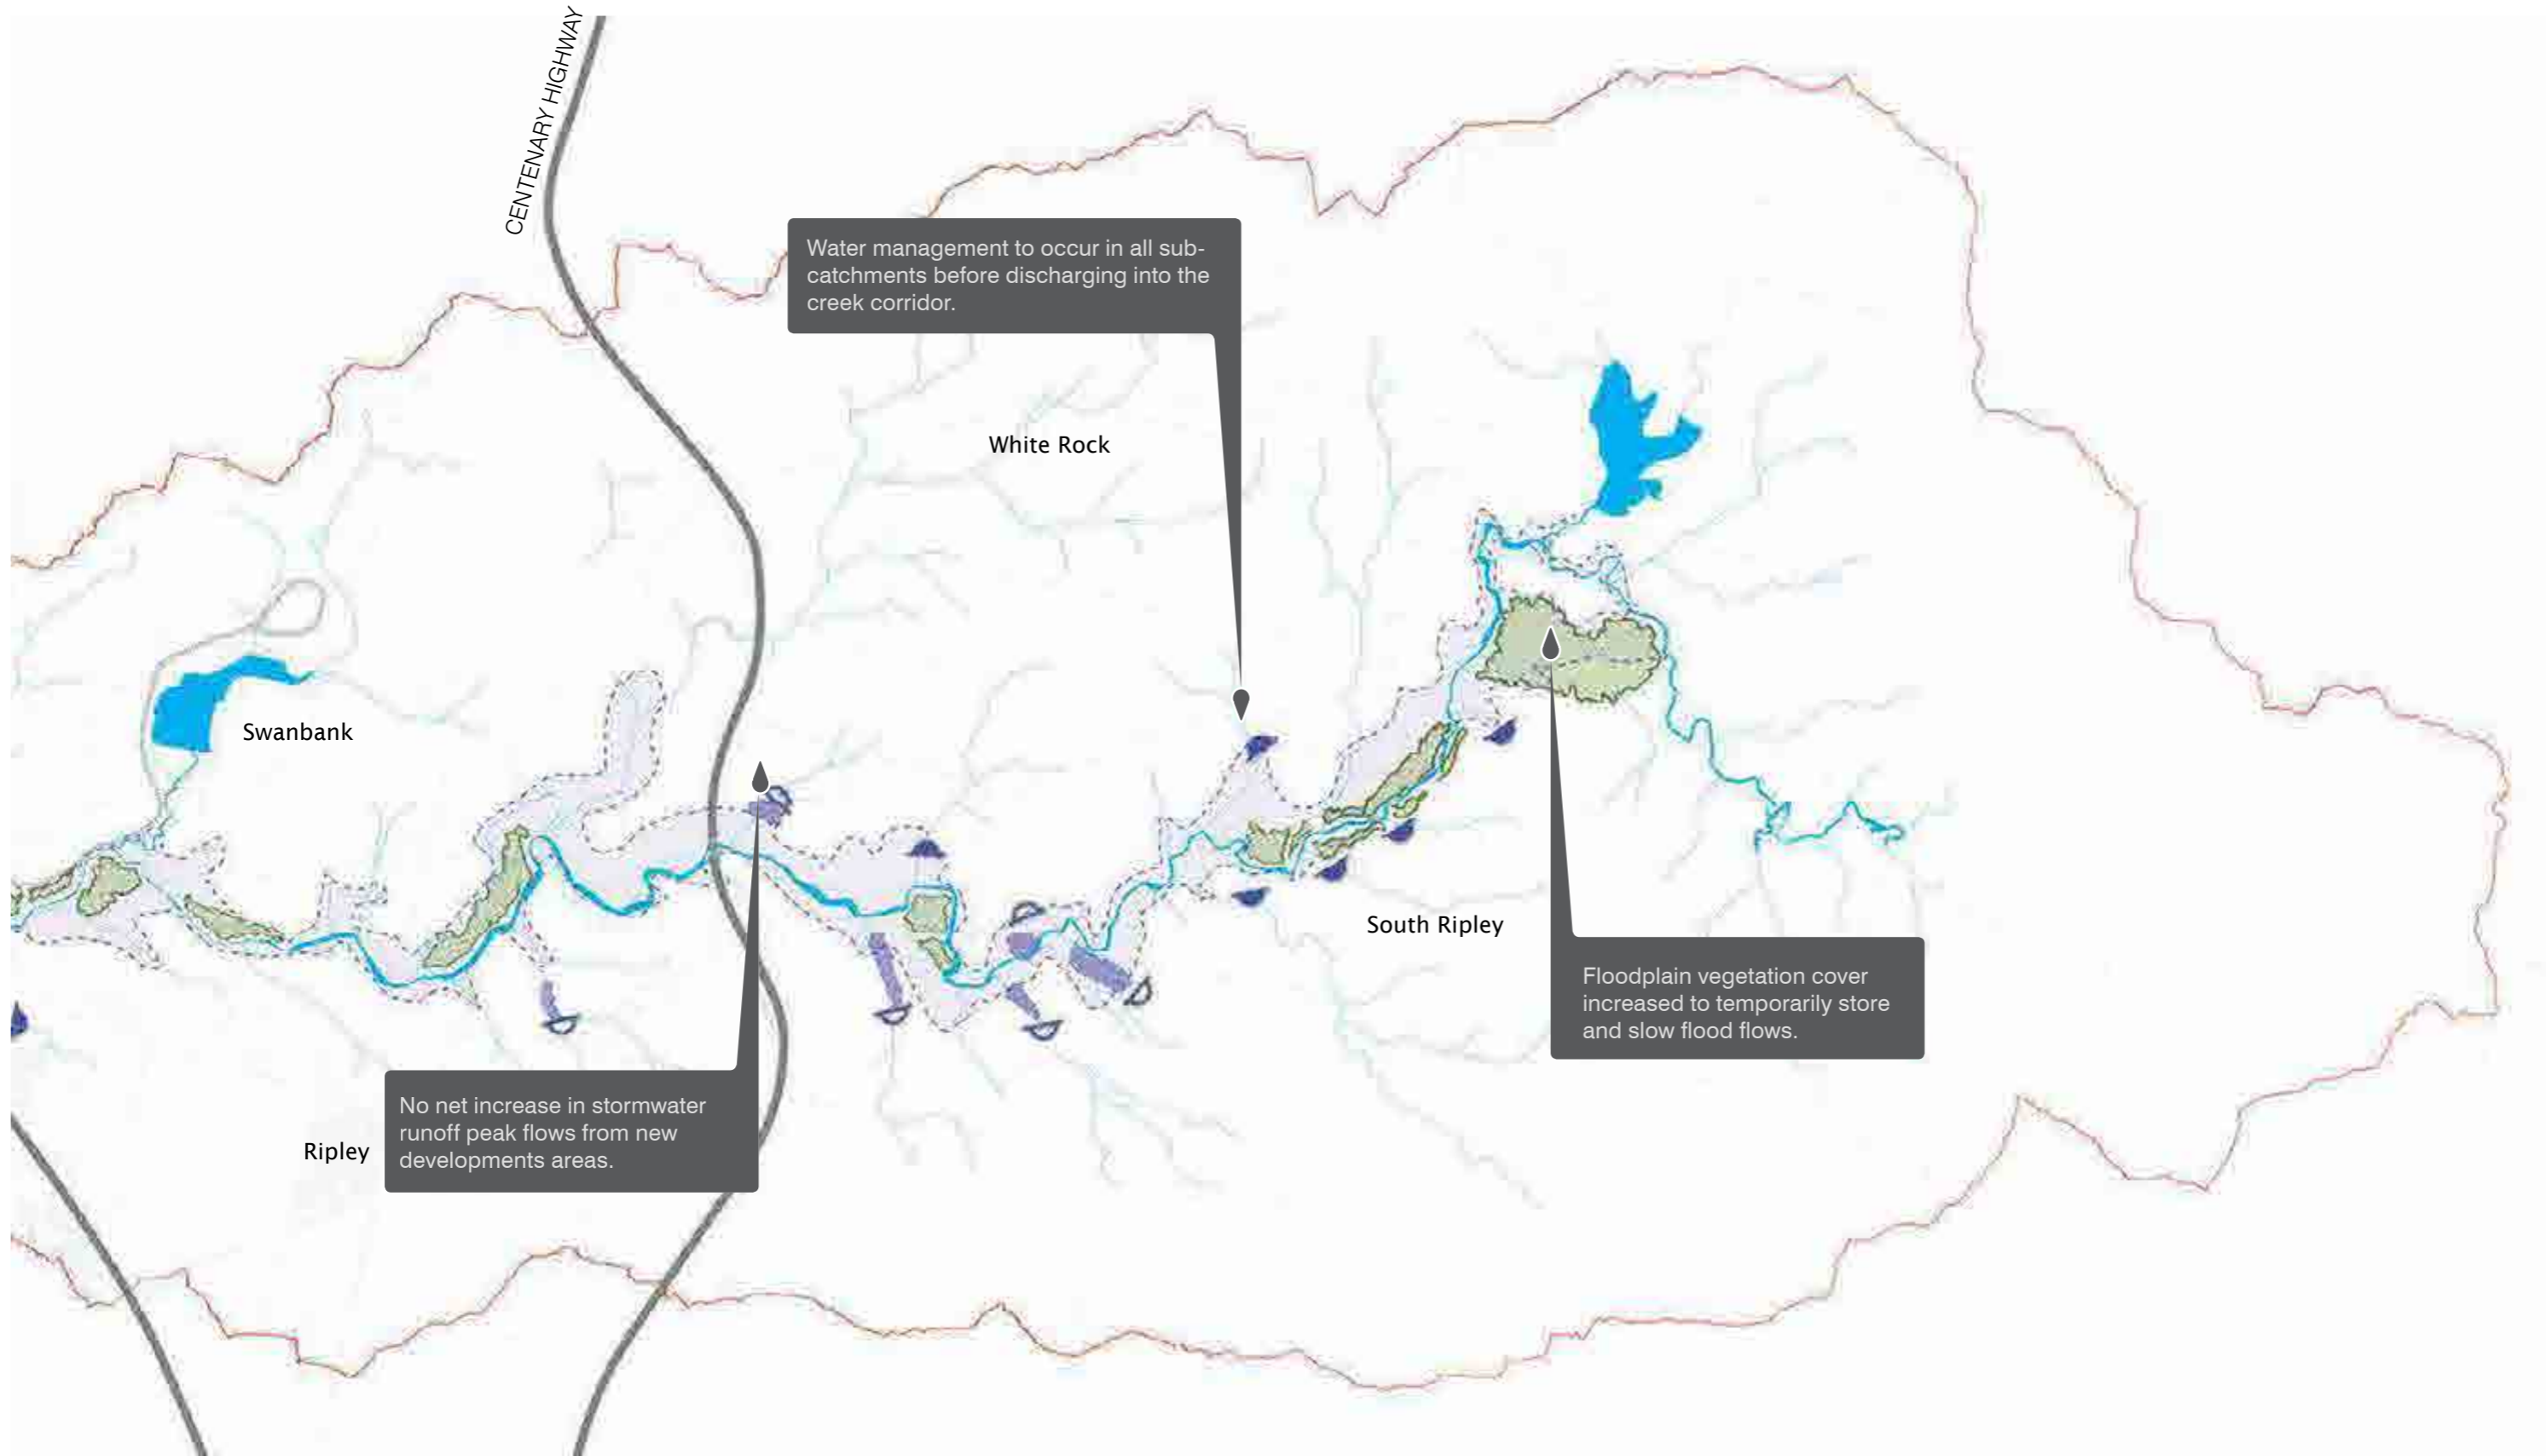 CENTENARY HIGHWAY
Water management to occur in all sub-
catchments before discharging into the
creek corridor.
White Rock
Swanbank
South Ripley
Floodplain vegetation cover
increased to temporarily store
and slow flood flows.
No net increase in stormwater
runoff peak flows from new
developments areas.
Ripley